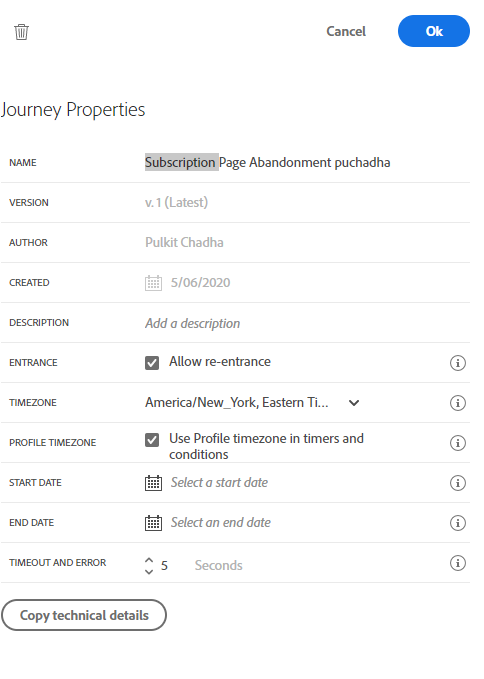 Cancel
Ok
Journey Properties
NAME Subscription Page Abandonment puchadha
VERSION v. 1 (Latest)
AUTHOR Pulkit Chadha
CREATED 5/06/2020
DESCRIPTION Add a description
ENTRANCE Allow re-entrance
TIMEZONE America/New_York, Eastern Ti...
PROFILE TIMEZONE Use Profile timezone in timers and
conditions
START DATE Select a start date
END DATE Select an end date
TIMEOUT AND ERROR 5 Seconds
Copy technical details